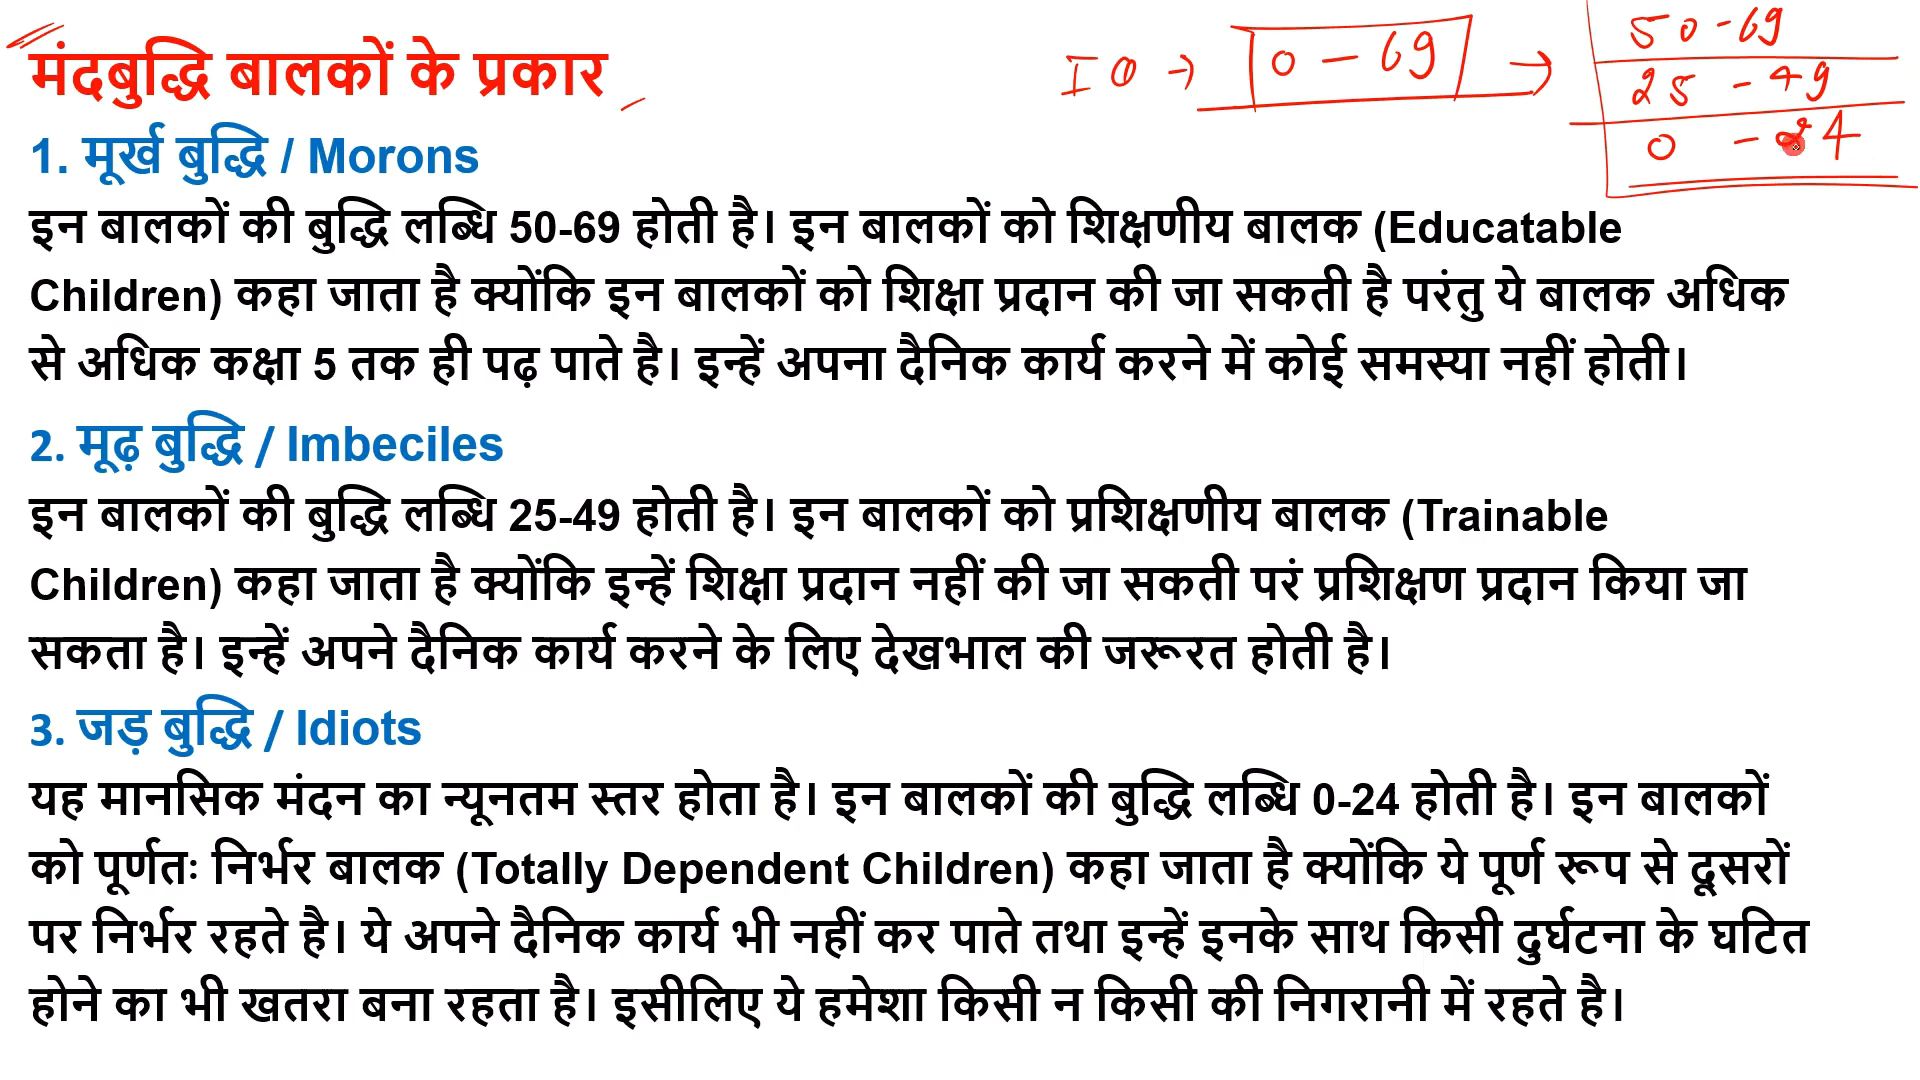 मंदबुद्धि बालकों के प्रकार
IQ → 0 - 69 →
50-69
25 - 49
0 - 24
1. मूर्ख बुद्धि / Morons
इन बालकों की बुद्धि लब्धि 50-69 होती है। इन बालकों को शिक्षणीय बालक (Educatable
Children) कहा जाता है क्योंकि इन बालकों को शिक्षा प्रदान की जा सकती है परंतु ये बालक अधिक
से अधिक कक्षा 5 तक ही पढ़ पाते है। इन्हें अपना दैनिक कार्य करने में कोई समस्या नहीं होती।
2. मूढ़ बुद्धि / Imbeciles
इन बालकों की बुद्धि लब्धि 25-49 होती है। इन बालकों को प्रशिक्षणीय बालक (Trainable
Children) कहा जाता है क्योंकि इन्हें शिक्षा प्रदान नहीं की जा सकती परं प्रशिक्षण प्रदान किया जा
सकता है। इन्हें अपने दैनिक कार्य करने के लिए देखभाल की जरूरत होती है।
3. जड़ बुद्धि / Idiots
यह मानसिक मंदन का न्यूनतम स्तर होता है। इन बालकों की बुद्धि लब्धि 0-24 होती है। इन बालकों
को पूर्णतः निर्भर बालक (Totally Dependent Children) कहा जाता है क्योंकि ये पूर्ण रूप से दूसरों
पर निर्भर रहते है। ये अपने दैनिक कार्य भी नहीं कर पाते तथा इन्हें इनके साथ किसी दुर्घटना के घटित
होने का भी खतरा बना रहता है। इसीलिए ये हमेशा किसी न किसी की निगरानी में रहते है।